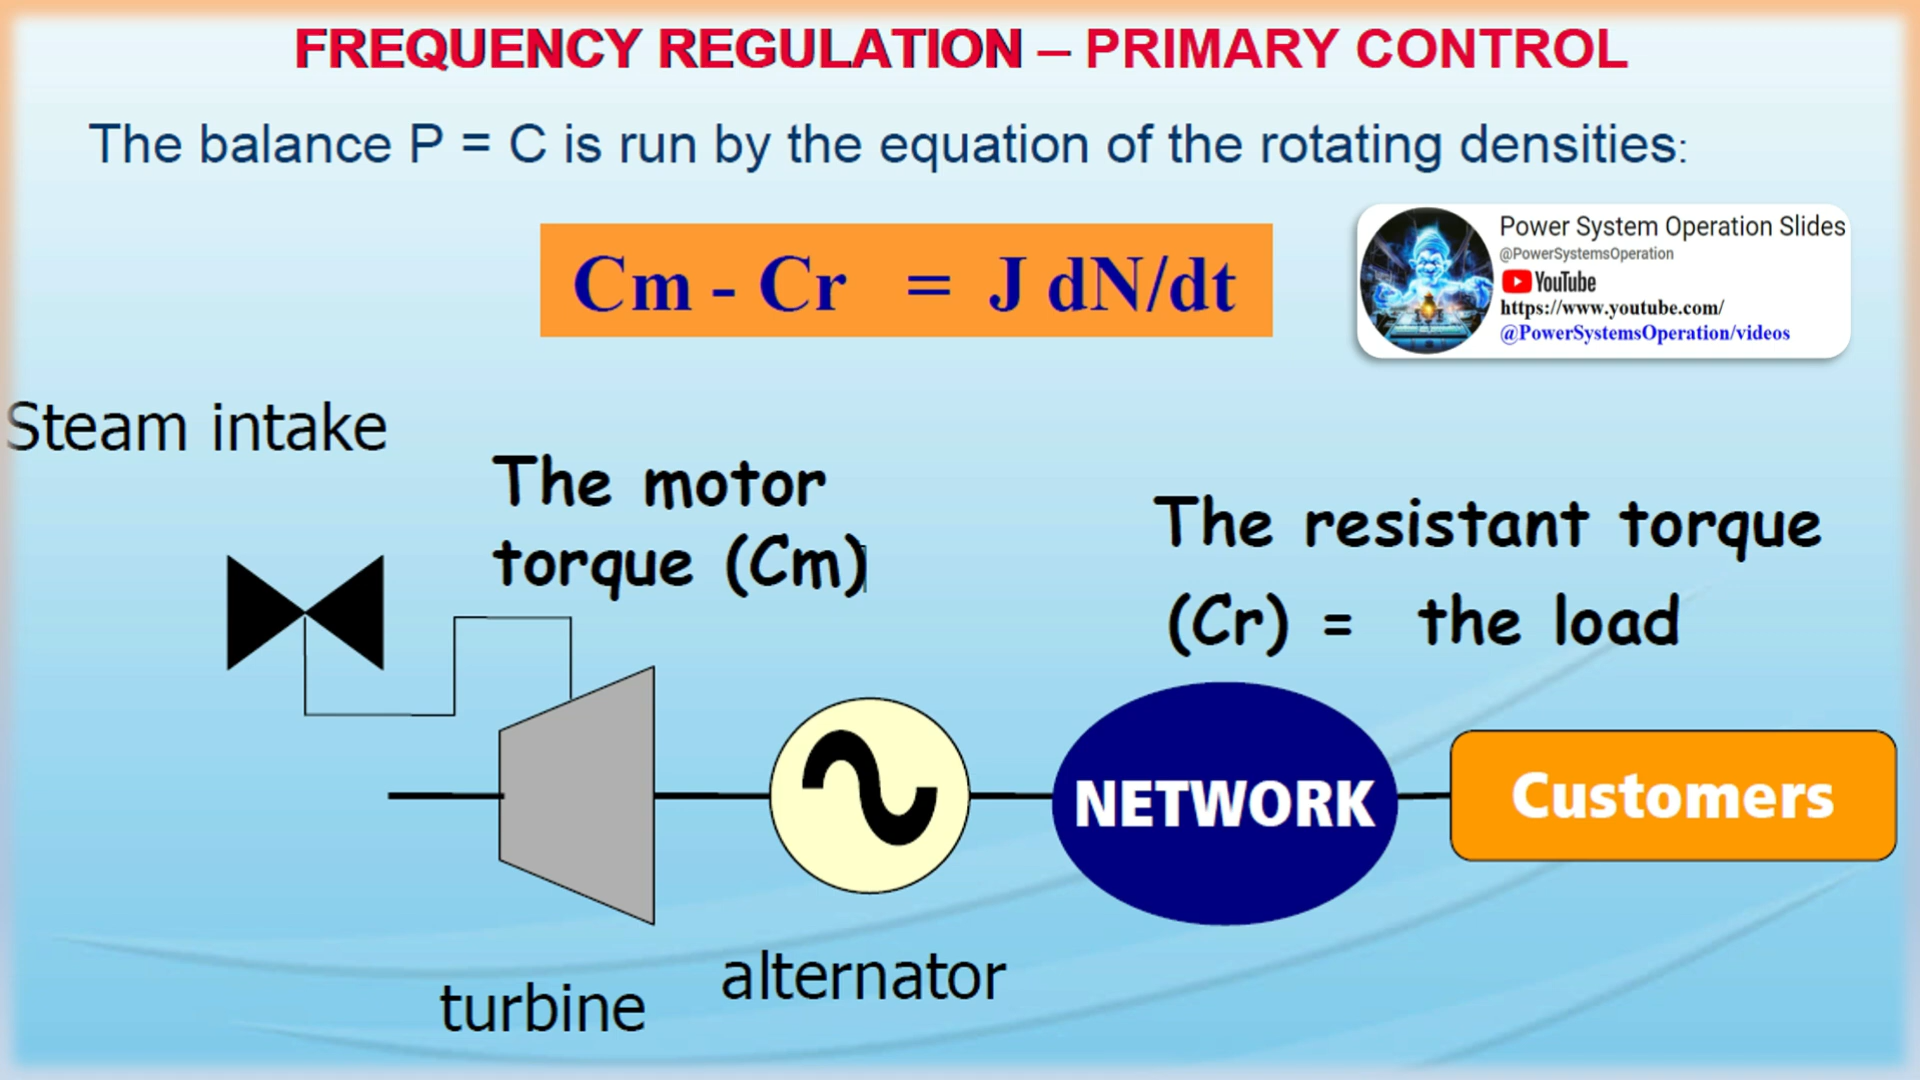 FREQUENCY REGULATION – PRIMARY CONTROL
The balance P = C is run by the equation of the rotating densities:
Cm - Cr = J dN/dt
Power System Operation Slides
@PowerSystemsOperation
YouTube
https://www.youtube.com/
@PowerSystemsOperation/videos
Steam intake
The motor
torque (Cm)
The resistant torque
(Cr) = the load
NETWORK
Customers
alternator
turbine